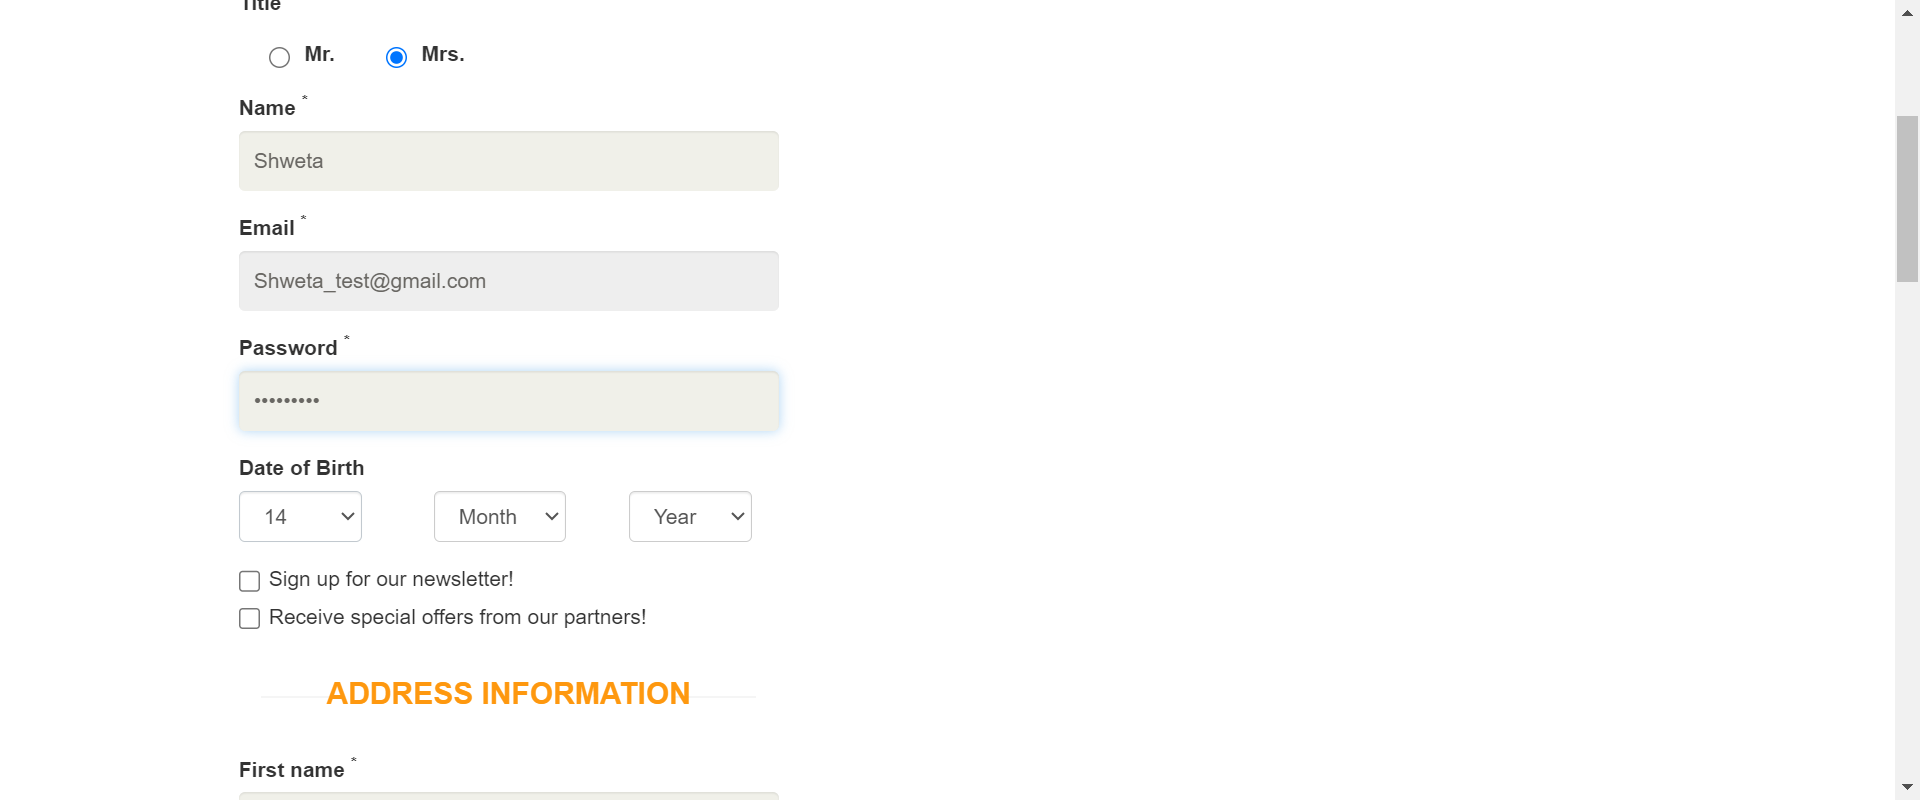 Title
Mr. Mrs.
Name *
Shweta
Email *
Shweta_test@gmail.com
Password *
•••••••••
Date of Birth
14 Month Year
Sign up for our newsletter!
Receive special offers from our partners!
ADDRESS INFORMATION
First name *